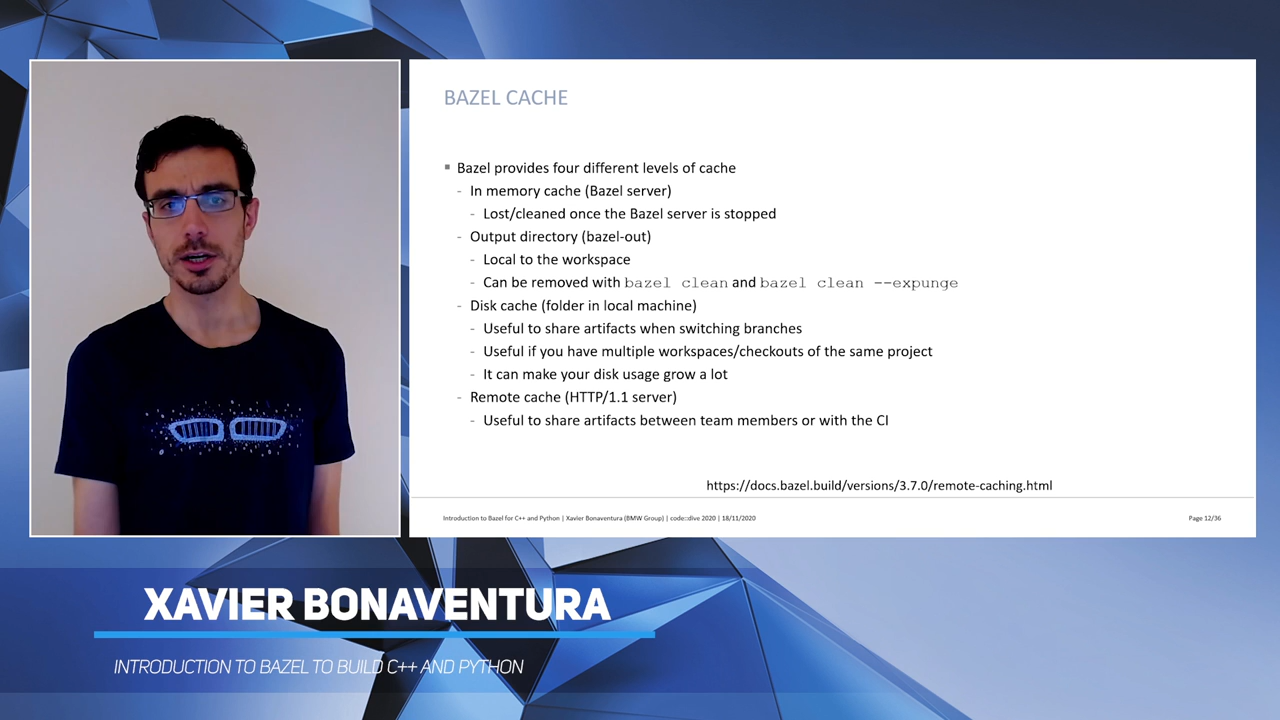 BAZEL CACHE
▪ Bazel provides four different levels of cache
- In memory cache (Bazel server)
- Lost/cleaned once the Bazel server is stopped
- Output directory (bazel-out)
- Local to the workspace
- Can be removed with bazel clean and bazel clean --expunge
- Disk cache (folder in local machine)
- Useful to share artifacts when switching branches
- Useful if you have multiple workspaces/checkouts of the same project
- It can make your disk usage grow a lot
- Remote cache (HTTP/1.1 server)
- Useful to share artifacts between team members or with the CI
https://docs.bazel.build/versions/3.7.0/remote-caching.html
Introduction to Bazel for C++ and Python | Xavier Bonaventura (BMW Group) | code::dive 2020 | 18/11/2020
Page 12/36
XAVIER BONAVENTURA
INTRODUCTION TO BAZEL TO BUILD C++ AND PYTHON